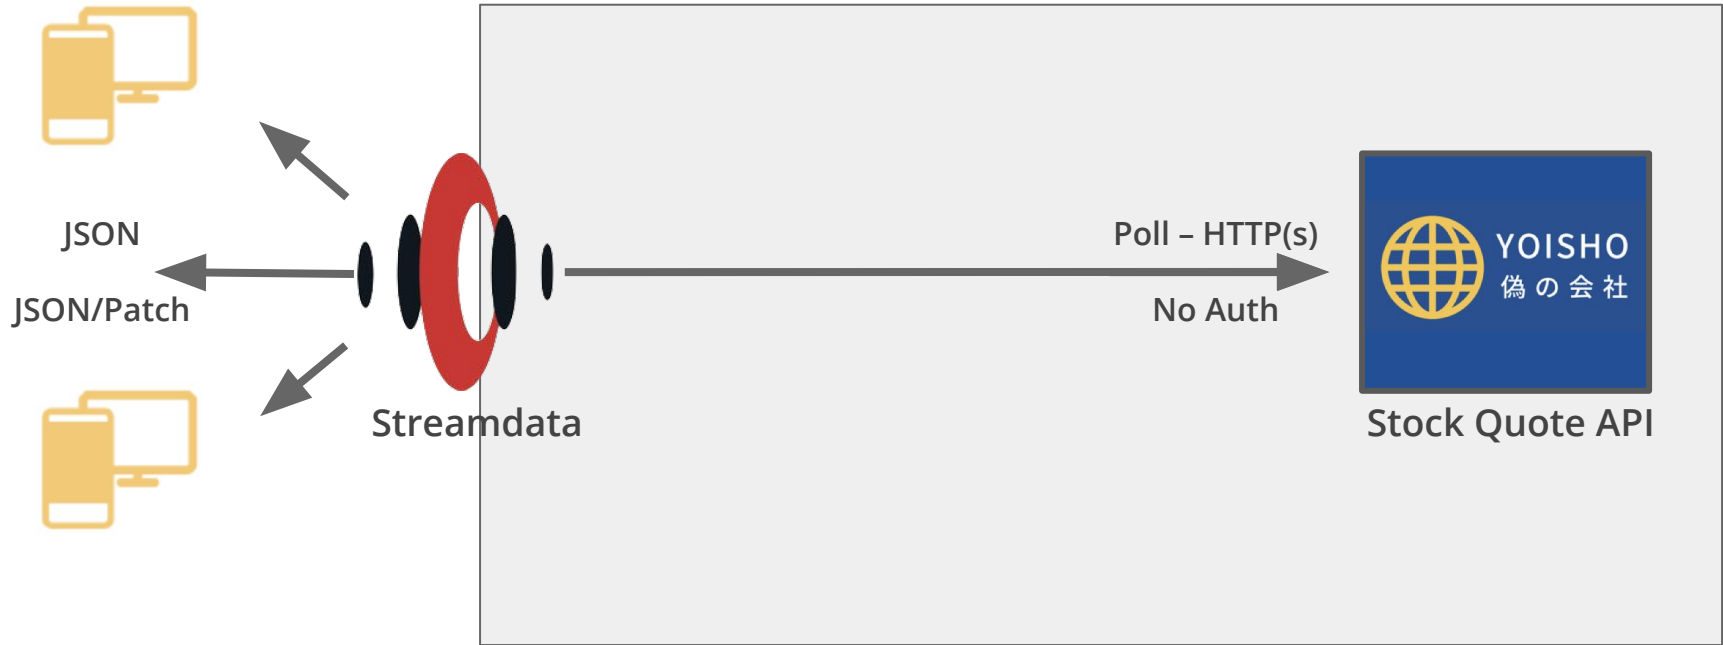 JSON
JSON/Patch
Streamdata
Poll – HTTP(s)
No Auth
YOISHO
偽の会社
Stock Quote API